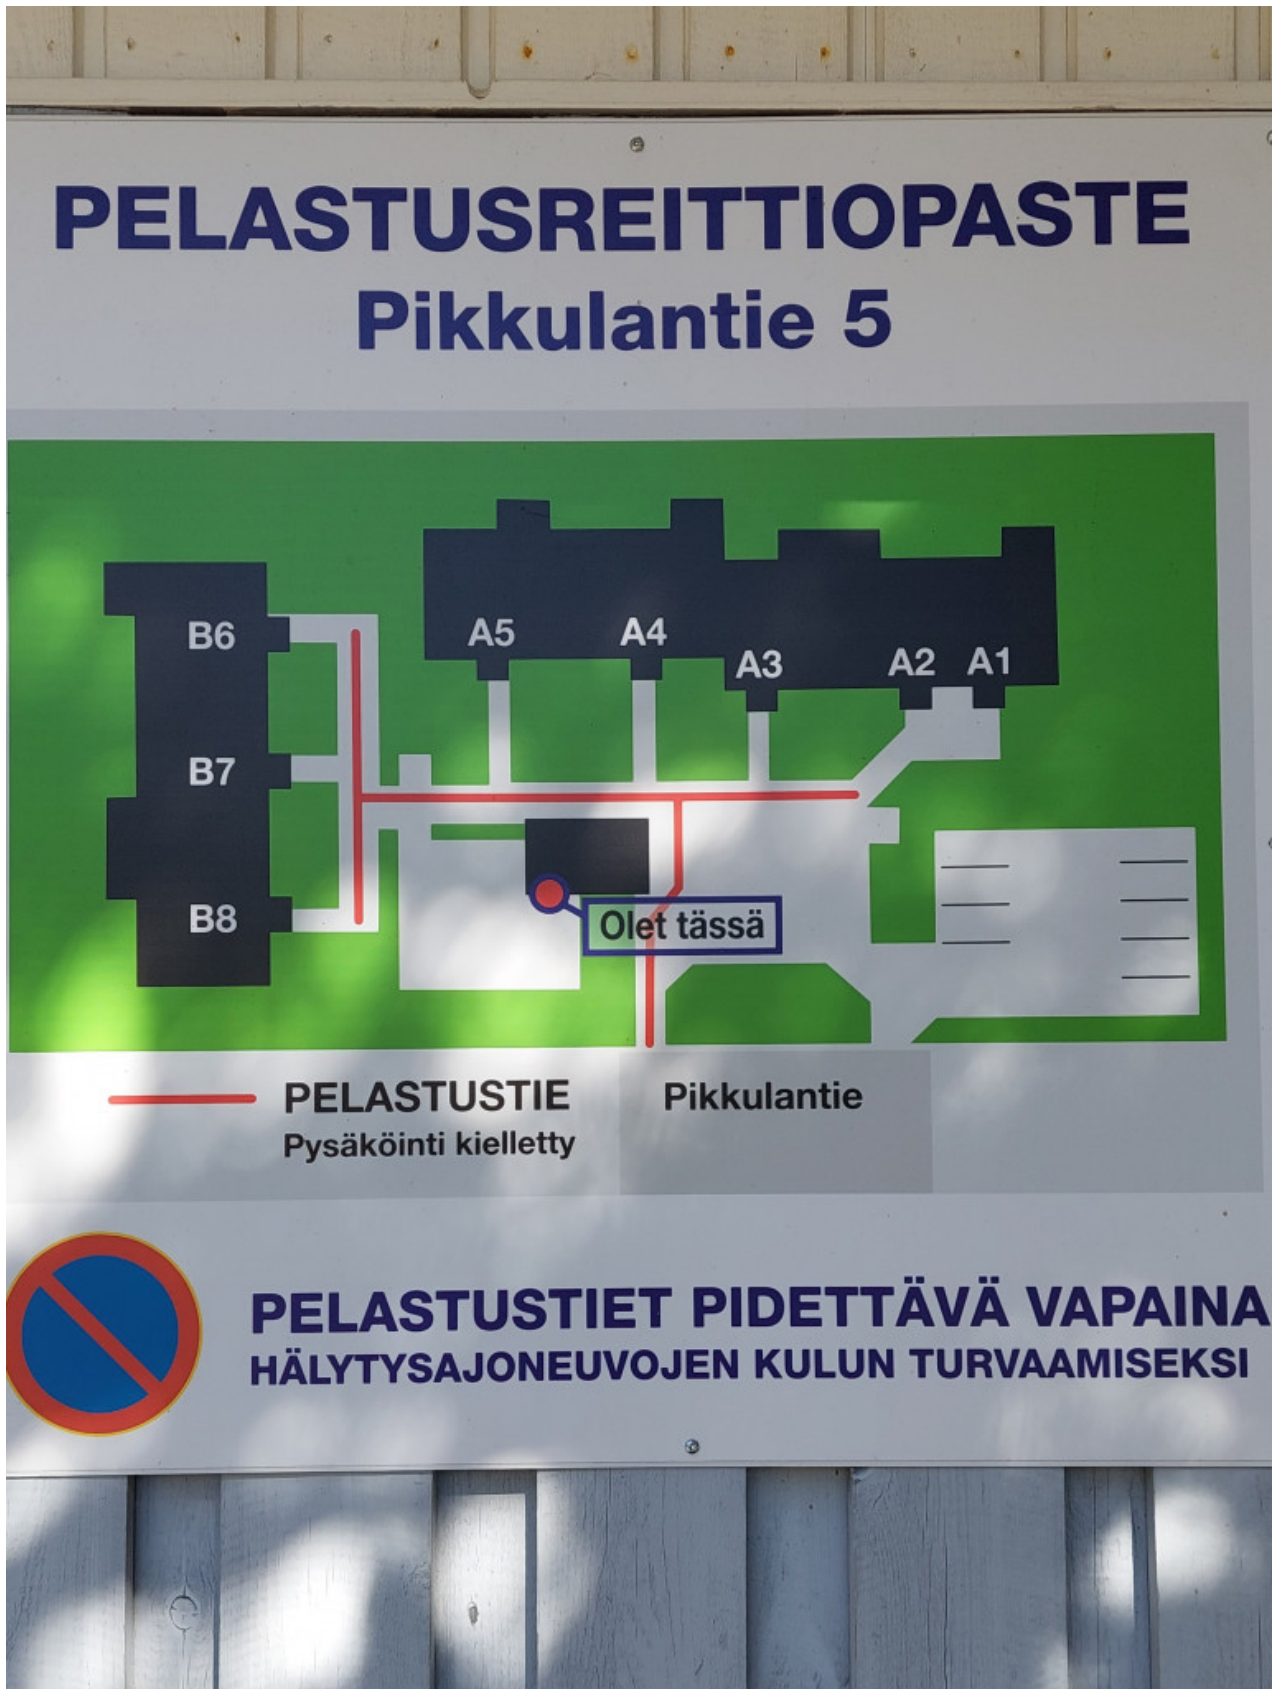 PELASTUSREITTIOPASTE
Pikkulantie 5
B6
A5
A4
A3
A2
A1
B7
B8
Olet tässä
PELASTUSTIE
Pysäköinti kielletty
Pikkulantie
PELASTUSTIET PIDETTÄVÄ VAPAINA
HÄLYTYSAJONEUVOJEN KULUN TURVAAMISEKSI